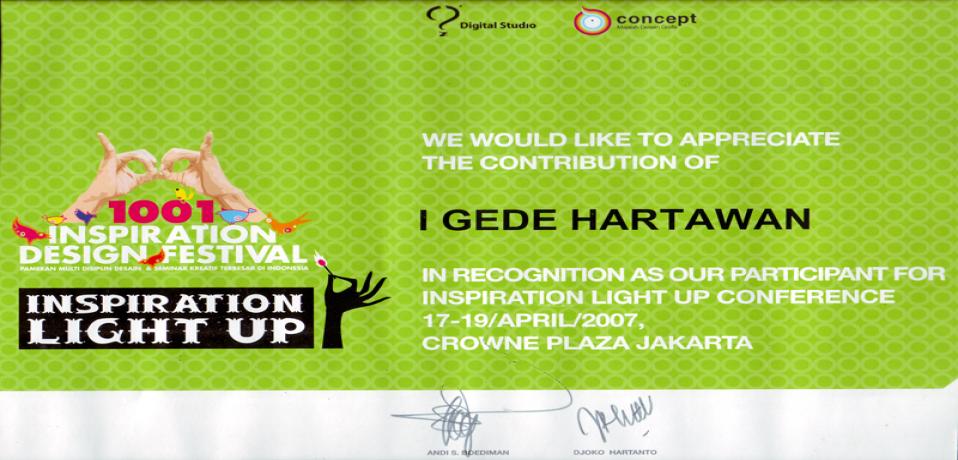 Digital Studio
concept
Majalah Desain Grafis
WE WOULD LIKE TO APPRECIATE
THE CONTRIBUTION OF
I GEDE HARTAWAN
IN RECOGNITION AS OUR PARTICIPANT FOR
INSPIRATION LIGHT UP CONFERENCE
17-19/APRIL/2007,
CROWNE PLAZA JAKARTA
1001
INSPIRATION
DESIGN FESTIVAL
PAMERAN MULTI DISIPLIN DESAIN & SEMINAR KREATIF TERBESAR DI INDONESIA
INSPIRATION
LIGHT UP
ANDI S. BOEDIMAN
DJOKO HARTANTO